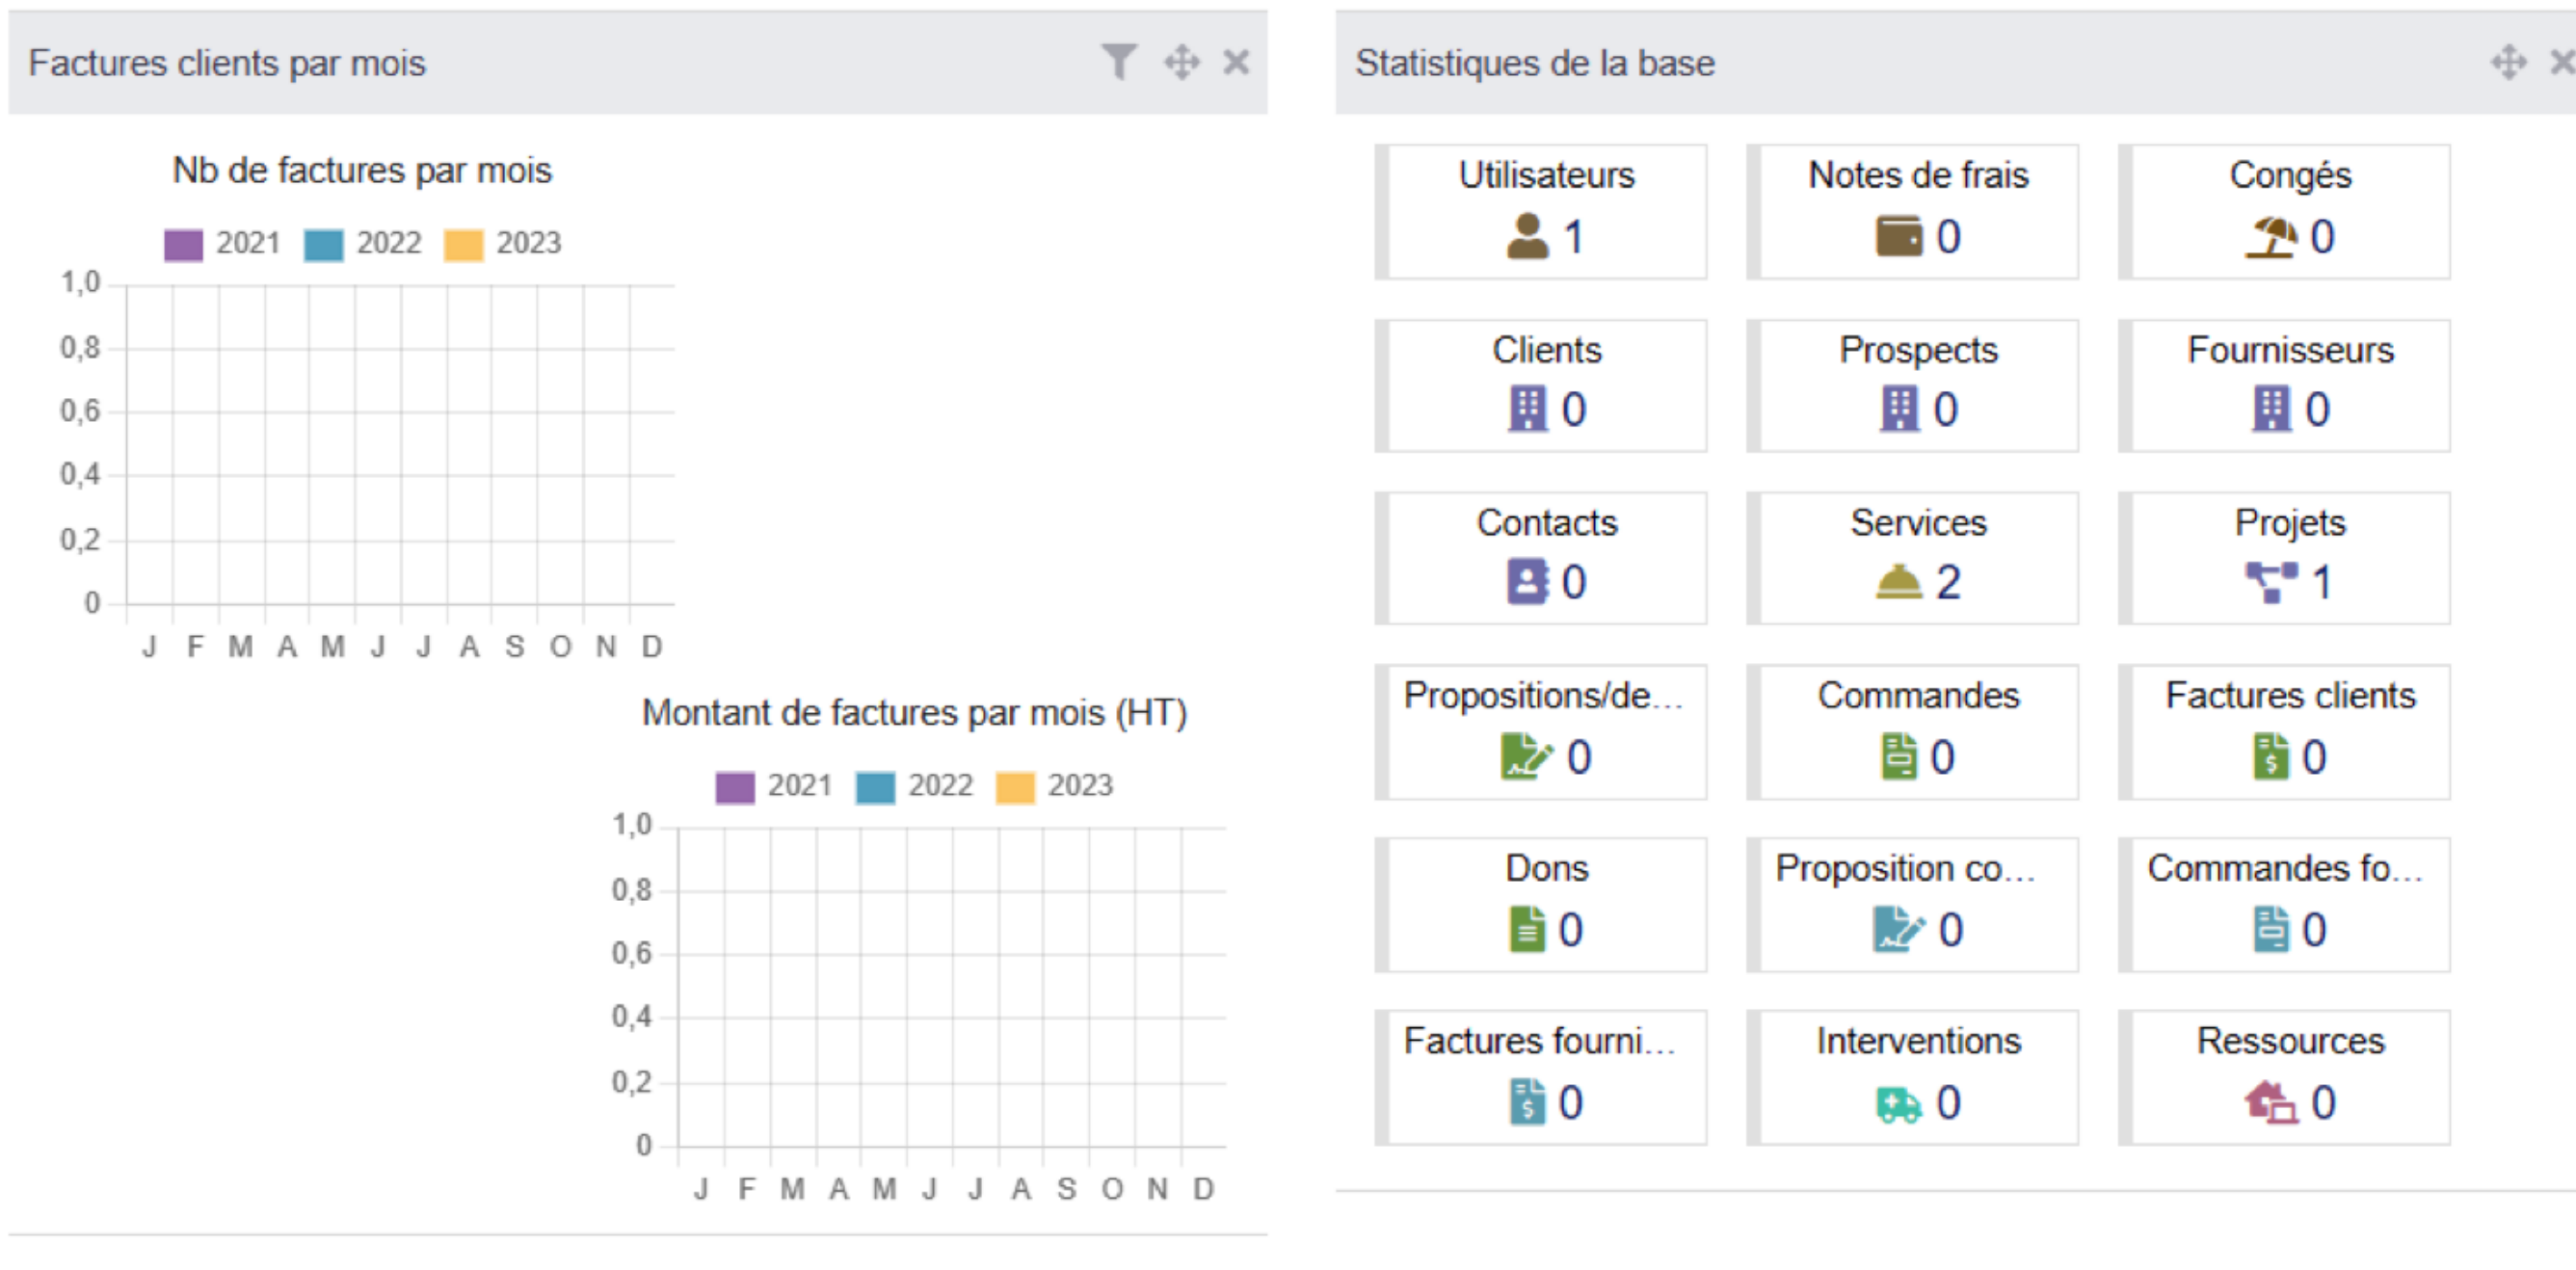 Factures clients par mois
Nb de factures par mois
2021 2022 2023
1,0
0,8
0,6
0,4
0,2
0
J F M A M J J A S O N D
Montant de factures par mois (HT)
2021 2022 2023
1,0
0,8
0,6
0,4
0,2
0
J F M A M J J A S O N D
Statistiques de la base
Utilisateurs Notes de frais Congés
1 0 0
Clients Prospects Fournisseurs
0 0 0
Contacts Services Projets
0 2 1
Propositions/de... Commandes Factures clients
0 0 0
Dons Proposition co... Commandes fo...
0 0 0
Factures fourni... Interventions Ressources
0 0 0